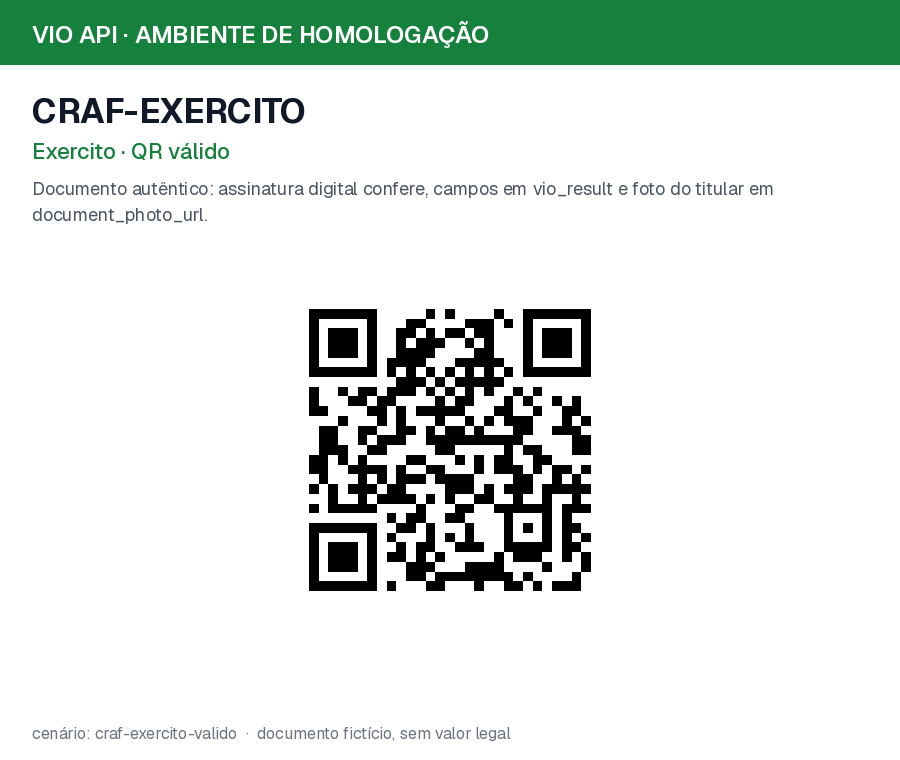 VIO API · AMBIENTE DE HOMOLOGAÇÃO
CRAF-EXERCITO
Exercito · QR válido
Documento autêntico: assinatura digital confere, campos em vio_result e foto do titular em
document_photo_url.
cenário: craf-exercito-valido · documento fictício, sem valor legal